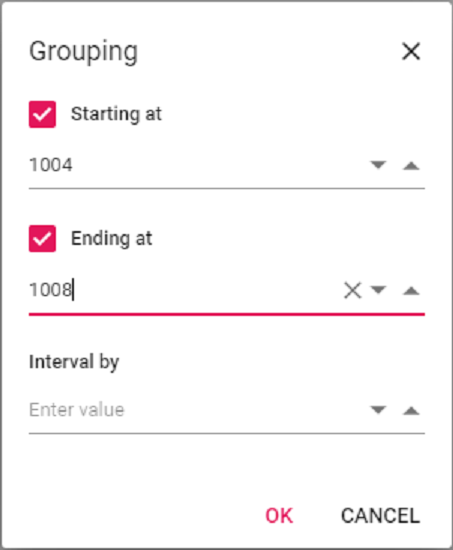 Grouping
Starting at
1004
Ending at
1008
Interval by
Enter value
OK CANCEL